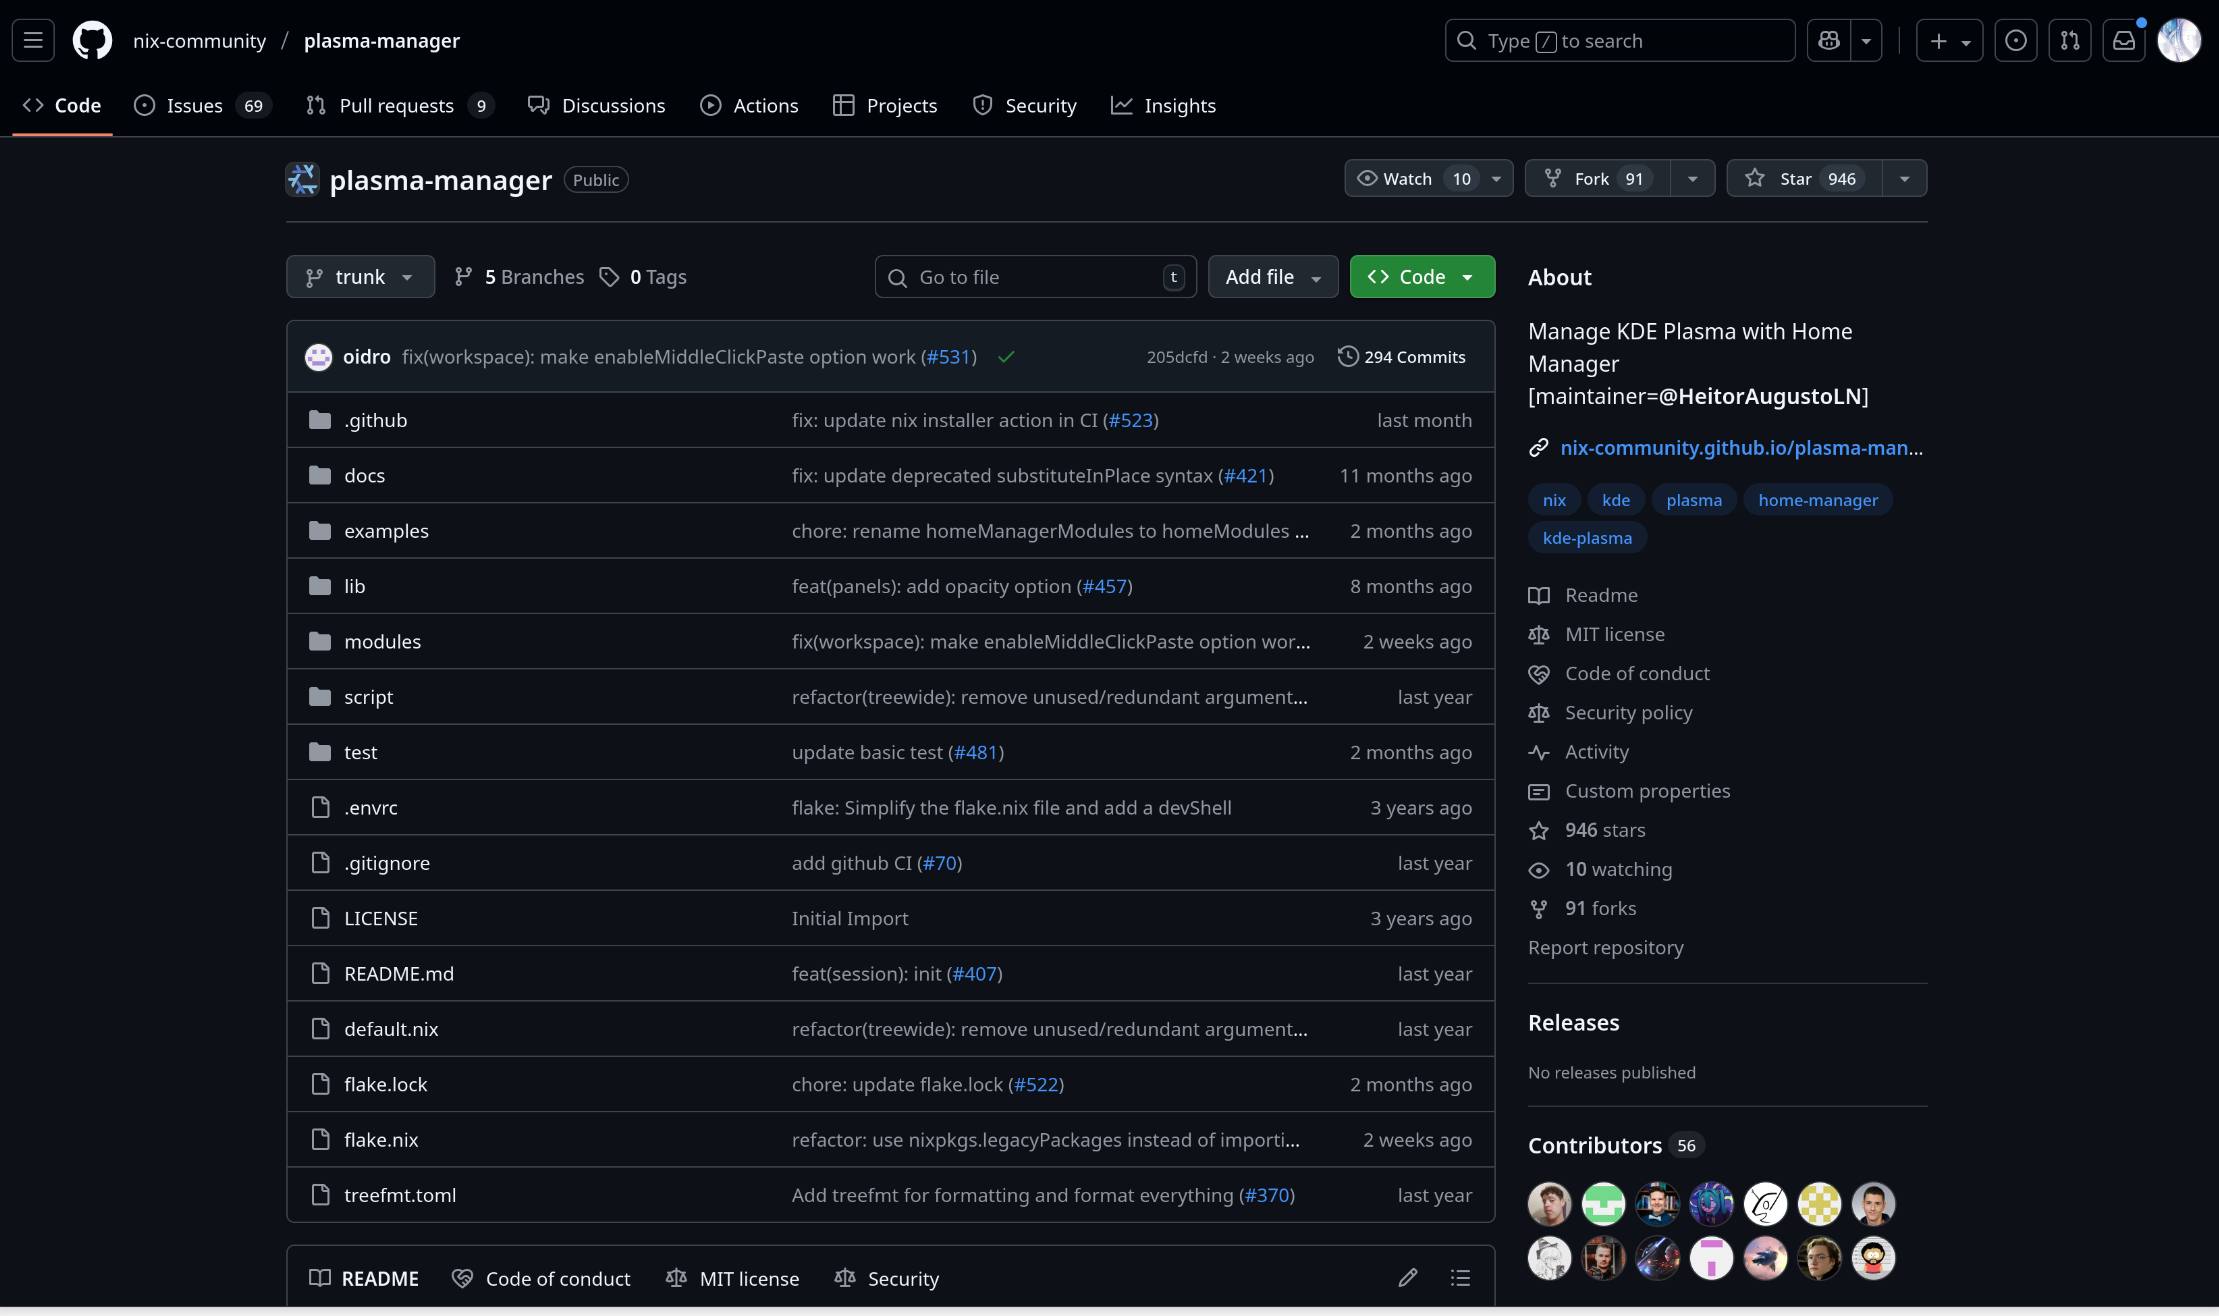 nix-community / plasma-manager
Type / to search
Code
Issues 69
Pull requests 9
Discussions
Actions
Projects
Security
Insights
plasma-manager Public
Watch 10
Fork 91
Star 946
trunk
5 Branches
0 Tags
Go to file t
Add file
Code
oidro fix(workspace): make enableMiddleClickPaste option work (#531) 205dcfd · 2 weeks ago 294 Commits
.github fix: update nix installer action in CI (#523) last month
docs fix: update deprecated substituteInPlace syntax (#421) 11 months ago
examples chore: rename homeManagerModules to homeModules ... 2 months ago
lib feat(panels): add opacity option (#457) 8 months ago
modules fix(workspace): make enableMiddleClickPaste option wor... 2 weeks ago
script refactor(treewide): remove unused/redundant argument... last year
test update basic test (#481) 2 months ago
.envrc flake: Simplify the flake.nix file and add a devShell 3 years ago
.gitignore add github CI (#70) last year
LICENSE Initial Import 3 years ago
README.md feat(session): init (#407) last year
default.nix refactor(treewide): remove unused/redundant argument... last year
flake.lock chore: update flake.lock (#522) 2 months ago
flake.nix refactor: use nixpkgs.legacyPackages instead of importi... 2 weeks ago
treefmt.toml Add treefmt for formatting and format everything (#370) last year
README
Code of conduct
MIT license
Security
About
Manage KDE Plasma with Home
Manager
[maintainer=@HeitorAugustoLN]
nix-community.github.io/plasma-man...
nix kde plasma home-manager
kde-plasma
Readme
MIT license
Code of conduct
Security policy
Activity
Custom properties
946 stars
10 watching
91 forks
Report repository
Releases
No releases published
Contributors 56